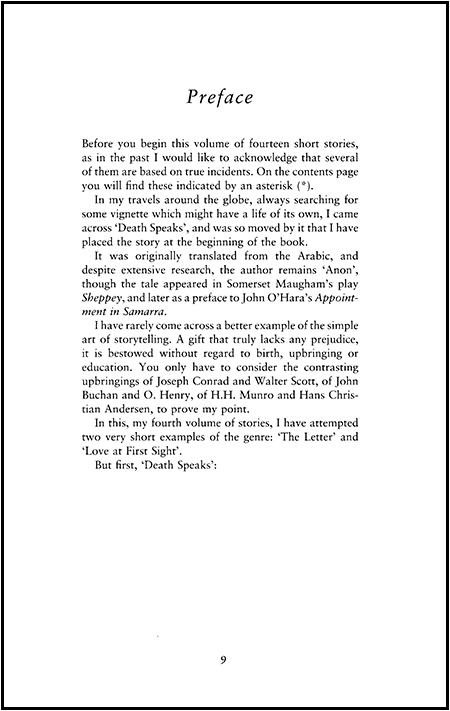 Preface
Before you begin this volume of fourteen short stories,
as in the past I would like to acknowledge that several
of them are based on true incidents. On the contents page
you will find these indicated by an asterisk (*).
In my travels around the globe, always searching for
some vignette which might have a life of its own, I came
across ‘Death Speaks’, and was so moved by it that I have
placed the story at the beginning of the book.
It was originally translated from the Arabic, and
despite extensive research, the author remains ‘Anon’,
though the tale appeared in Somerset Maugham’s play
Sheppey, and later as a preface to John O’Hara’s Appoint-
ment in Samarra.
I have rarely come across a better example of the simple
art of storytelling. A gift that truly lacks any prejudice,
it is bestowed without regard to birth, upbringing or
education. You only have to consider the contrasting
upbringings of Joseph Conrad and Walter Scott, of John
Buchan and O. Henry, of H.H. Munro and Hans Chris-
tian Andersen, to prove my point.
In this, my fourth volume of stories, I have attempted
two very short examples of the genre: ‘The Letter’ and
‘Love at First Sight’.
But first, ‘Death Speaks’:
9